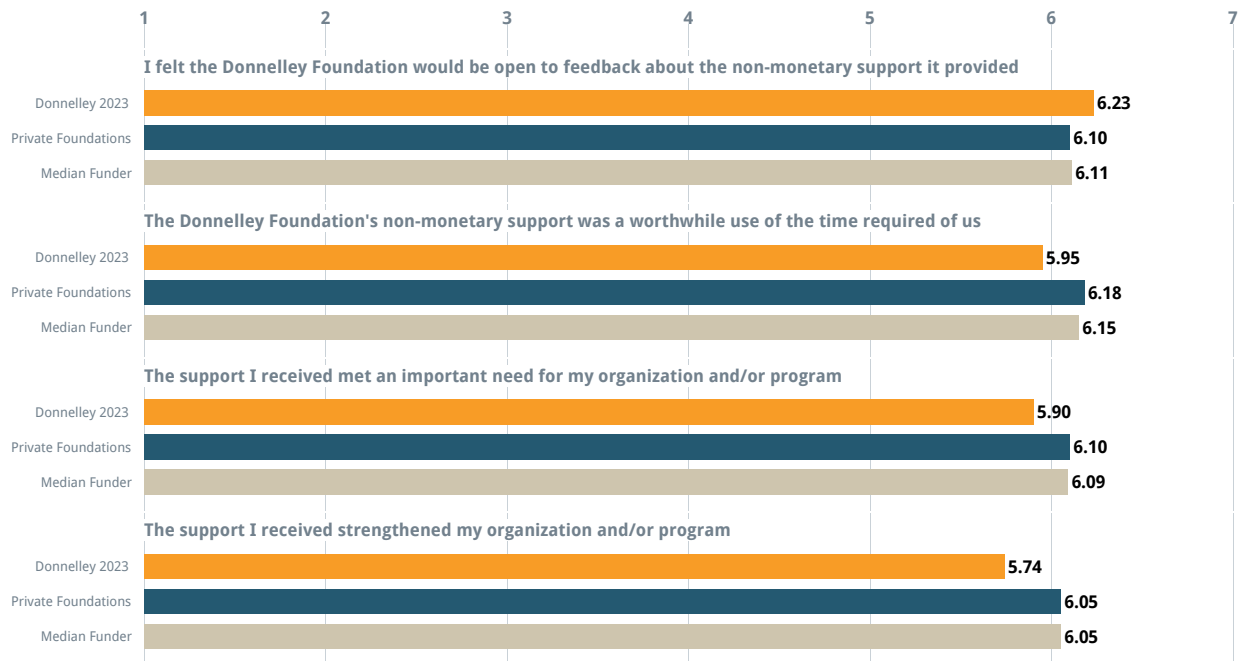 1 2 3 4 5 6 7
I felt the Donnelley Foundation would be open to feedback about the non-monetary support it provided
Donnelley 2023 6.23
Private Foundations 6.10
Median Funder 6.11
The Donnelley Foundation's non-monetary support was a worthwhile use of the time required of us
Donnelley 2023 5.95
Private Foundations 6.18
Median Funder 6.15
The support I received met an important need for my organization and/or program
Donnelley 2023 5.90
Private Foundations 6.10
Median Funder 6.09
The support I received strengthened my organization and/or program
Donnelley 2023 5.74
Private Foundations 6.05
Median Funder 6.05